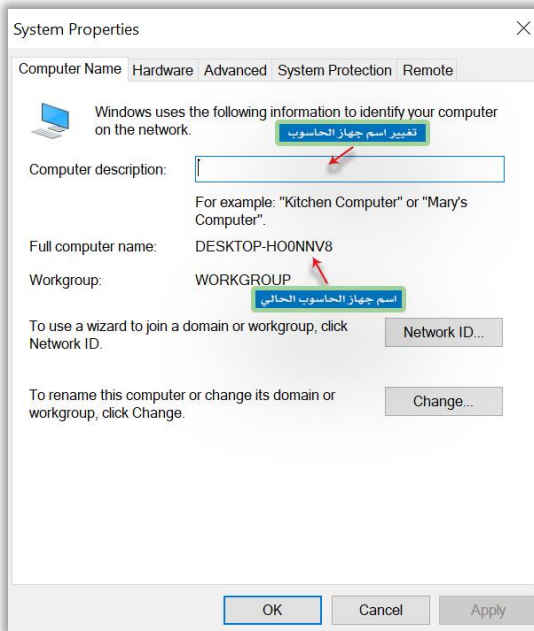 System Properties
Computer Name Hardware Advanced System Protection Remote
Windows uses the following information to identify your computer
on the network.
تغيير اسم جهاز الحاسوب
Computer description:
For example: "Kitchen Computer" or "Mary's
Computer".
Full computer name: DESKTOP-HO0NNV8
Workgroup: WORKGROUP
اسم جهاز الحاسوب الحالي
To use a wizard to join a domain or workgroup, click
Network ID.
Network ID...
To rename this computer or change its domain or
workgroup, click Change.
Change...
OK Cancel Apply